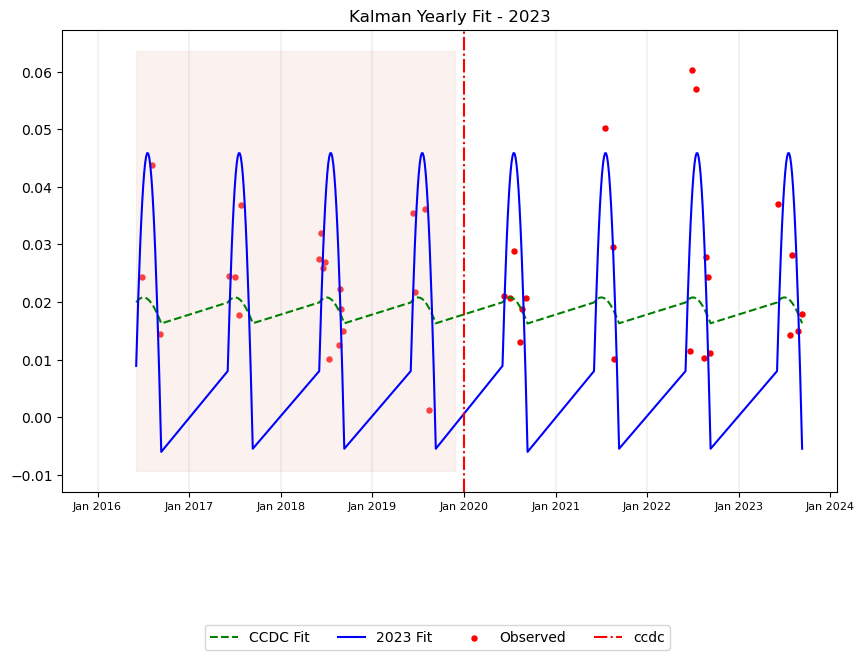 Kalman Yearly Fit - 2023
0.06
0.05
0.04
0.03
0.02
0.01
0.00
−0.01
Jan 2016 Jan 2017 Jan 2018 Jan 2019 Jan 2020 Jan 2021 Jan 2022 Jan 2023 Jan 2024
CCDC Fit 2023 Fit Observed ccdc